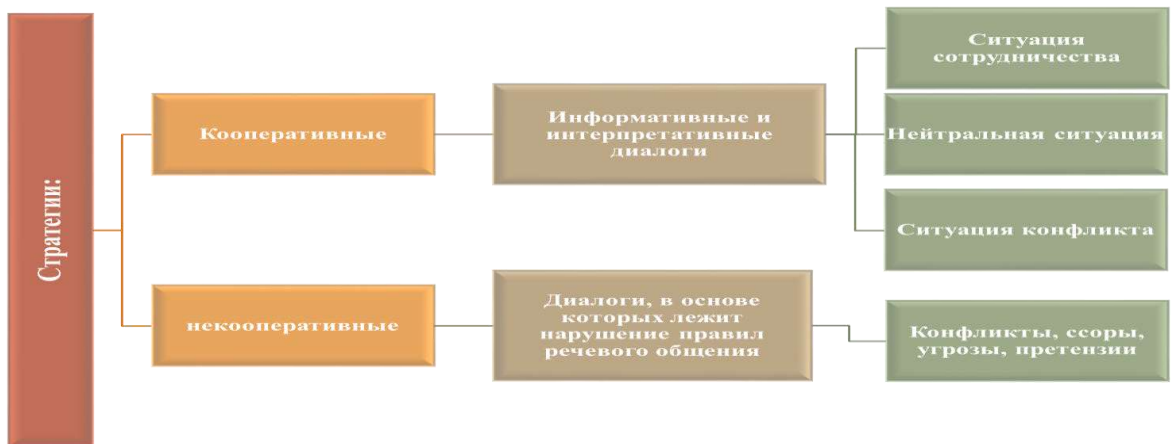 Стратегии:
Кооперативные
Информативные и
интерпретативные
диалоги
Ситуация
сотрудничества
Нейтральная ситуация
Ситуация конфликта
некооперативные
Диалоги, в основе
которых лежит
нарушение правил
речевого общения
Конфликты, ссоры,
угрозы, претензии